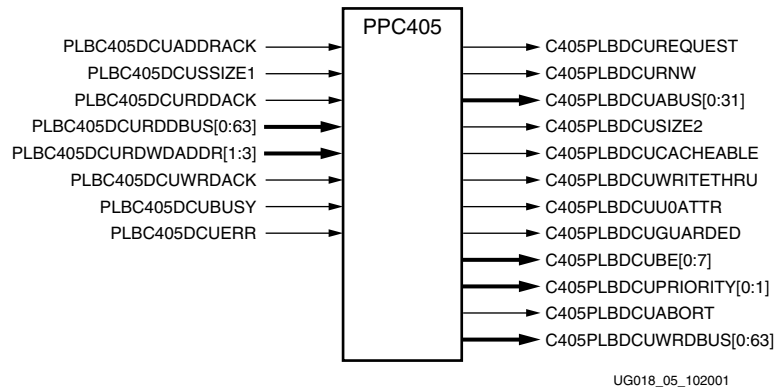 PPC405
PLBC405DCUADDRACK
PLBC405DCUSSIZE1
PLBC405DCURDDACK
PLBC405DCURDDBUS[0:63]
PLBC405DCURDWDADDR[1:3]
PLBC405DCUWRDACK
PLBC405DCUBUSY
PLBC405DCUERR
C405PLBDCUREQUEST
C405PLBDCURNW
C405PLBDCUABUS[0:31]
C405PLBDCUSIZE2
C405PLBDCUCACHEABLE
C405PLBDCUWRITETHRU
C405PLBDCUU0ATTR
C405PLBDCUGUARDED
C405PLBDCUBE[0:7]
C405PLBDCUPRIORITY[0:1]
C405PLBDCUABORT
C405PLBDCUWRDBUS[0:63]
UG018_05_102001